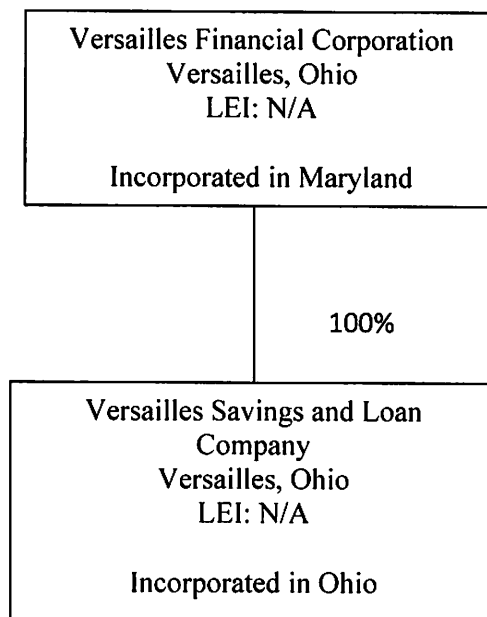 Versailles Financial Corporation
Versailles, Ohio
LEI: N/A
Incorporated in Maryland
100%
Versailles Savings and Loan
Company
Versailles, Ohio
LEI: N/A
Incorporated in Ohio